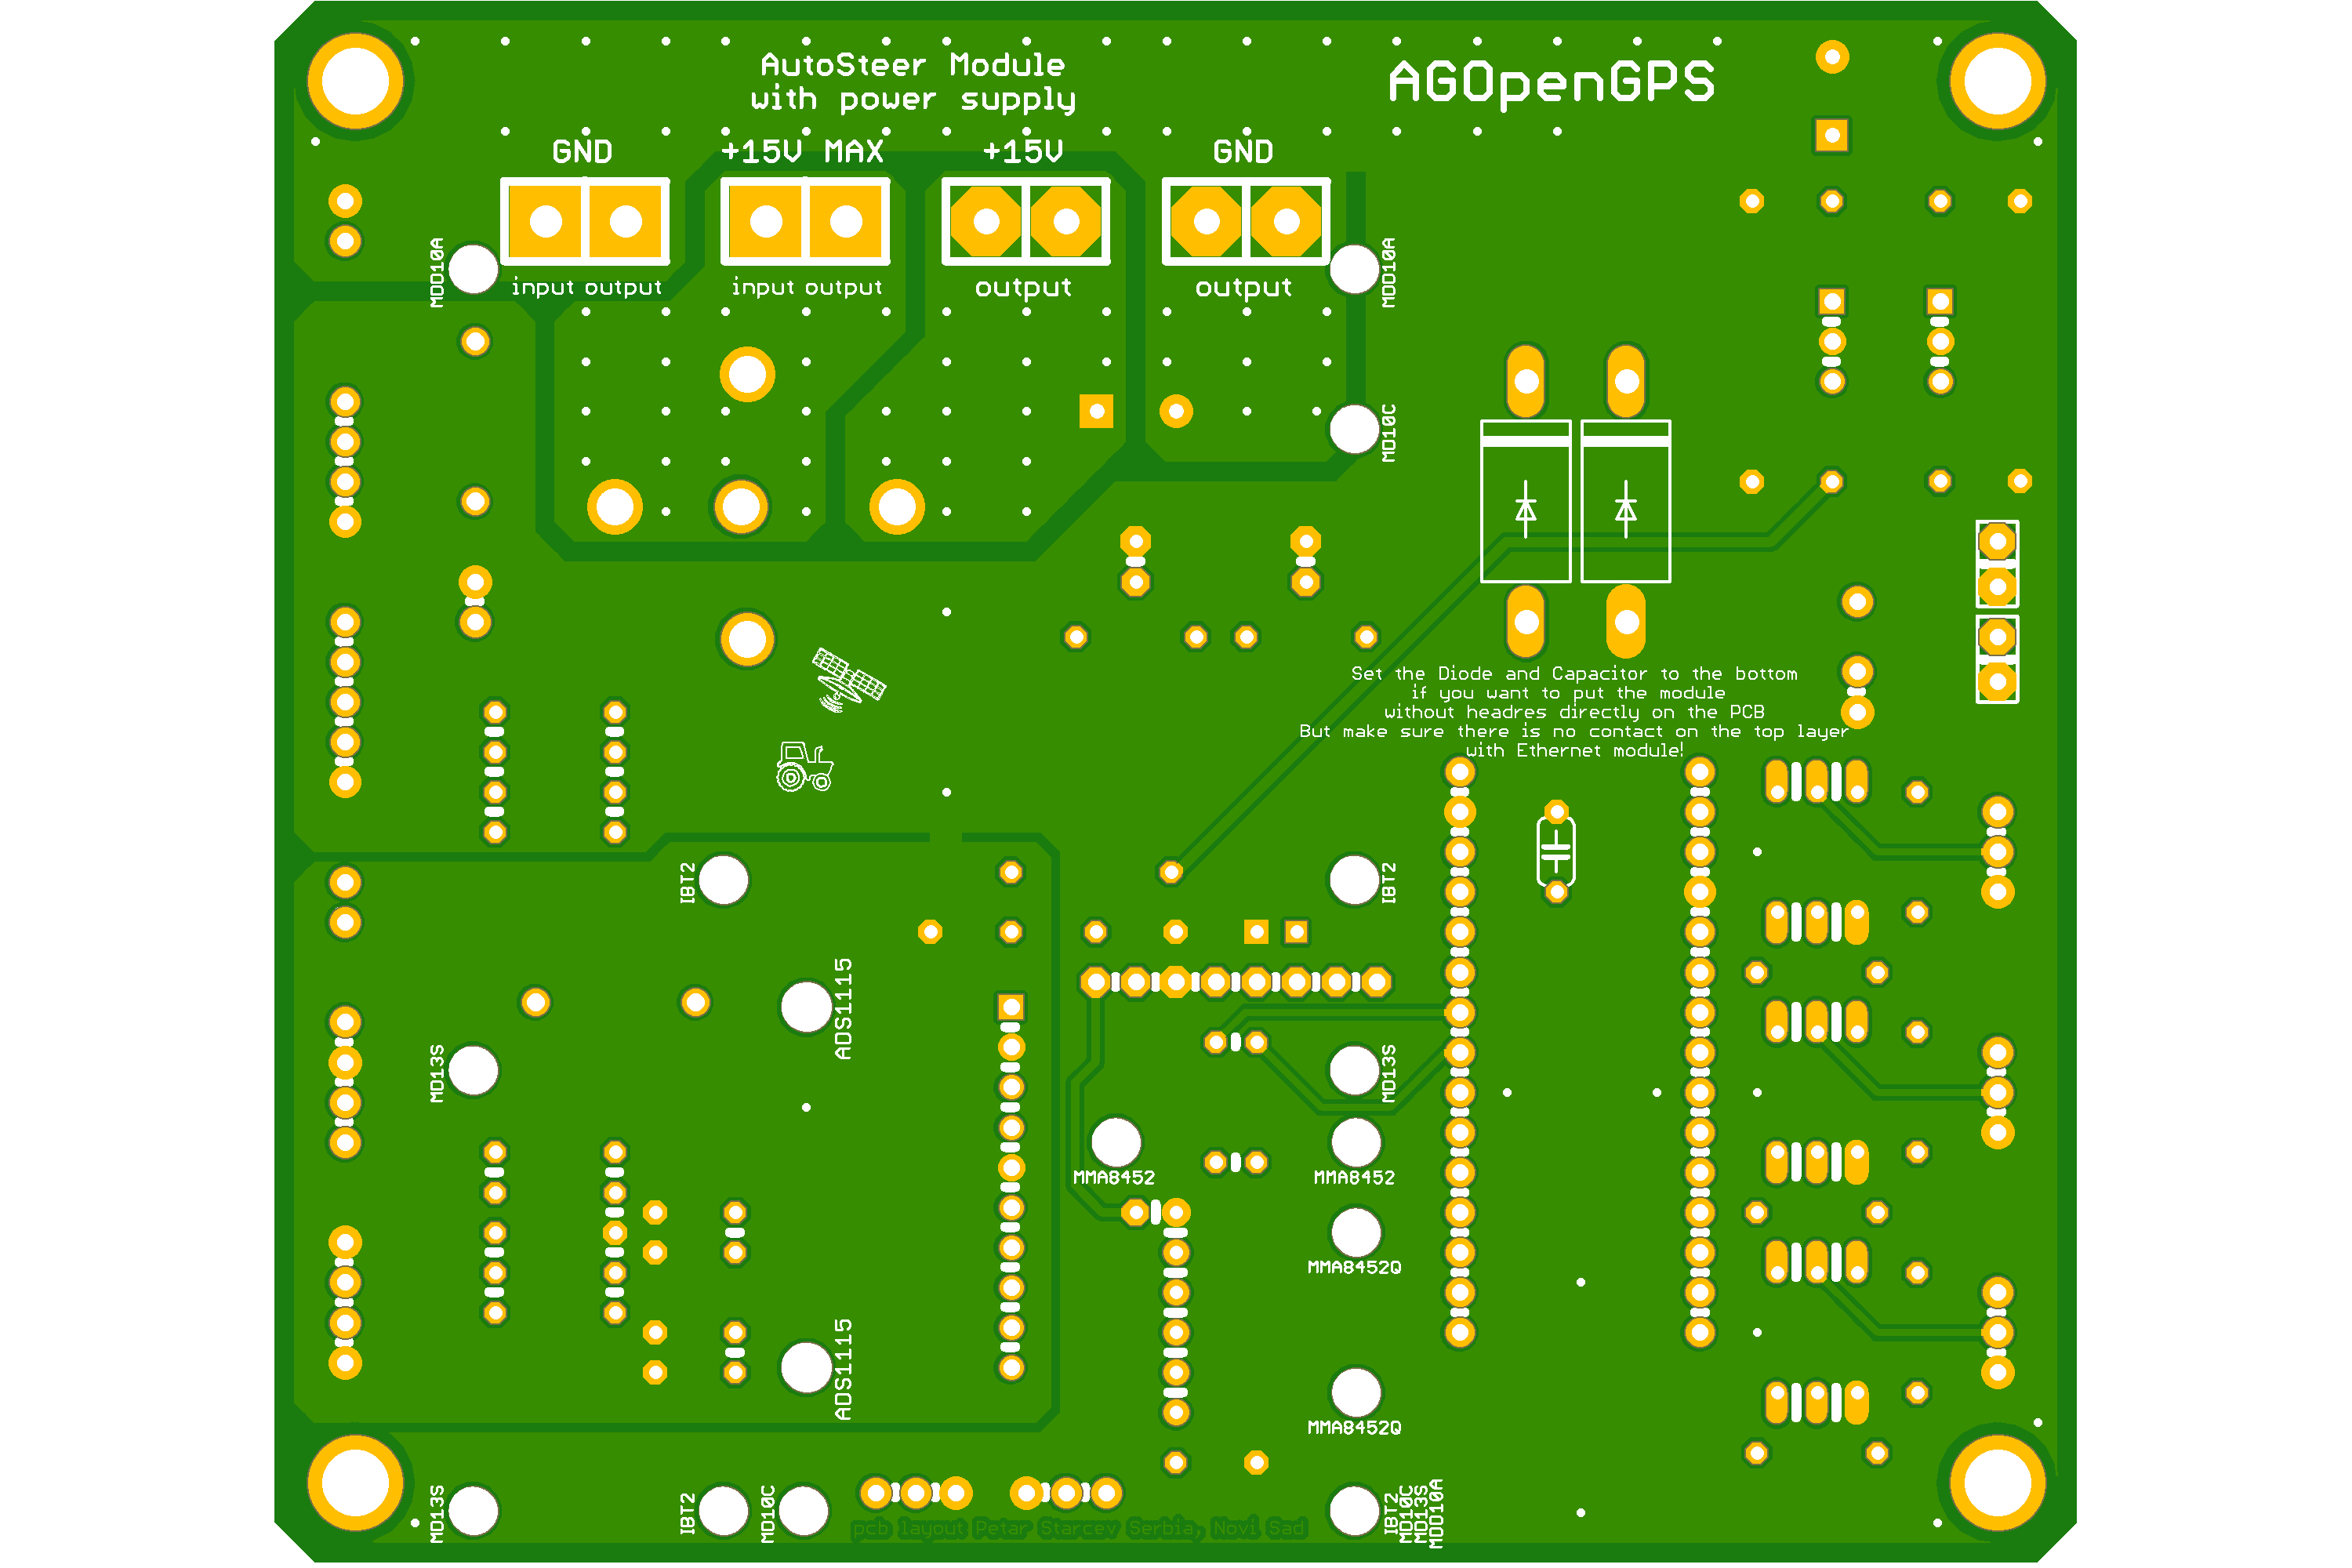 AutoSteer Module
with power supply
AGOpenGPS
GND
+15V MAX
+15V
GND
input output
input output
output
output
MDD10A
MDD10A
MD10C
Set the Diode and Capacitor to the bottom
if you want to put the module
without headres directly on the PCB
But make sure there is no contact on the top layer
with Ethernet module!
IBT2
IBT2
ADS1115
MD13S
MD13S
MMA8452
MMA8452
MMA8452Q
ADS1115
MMA8452Q
MD13S
IBT2
MD10C
IBT2
MD10C
MD13S
MDD10A
pcb layout Petar Starcev Serbia, Novi Sad